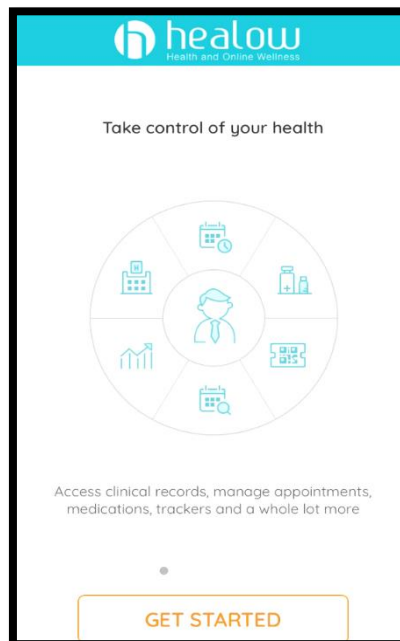 healow
Health and Online Wellness
Take control of your health
Access clinical records, manage appointments,
medications, trackers and a whole lot more
GET STARTED